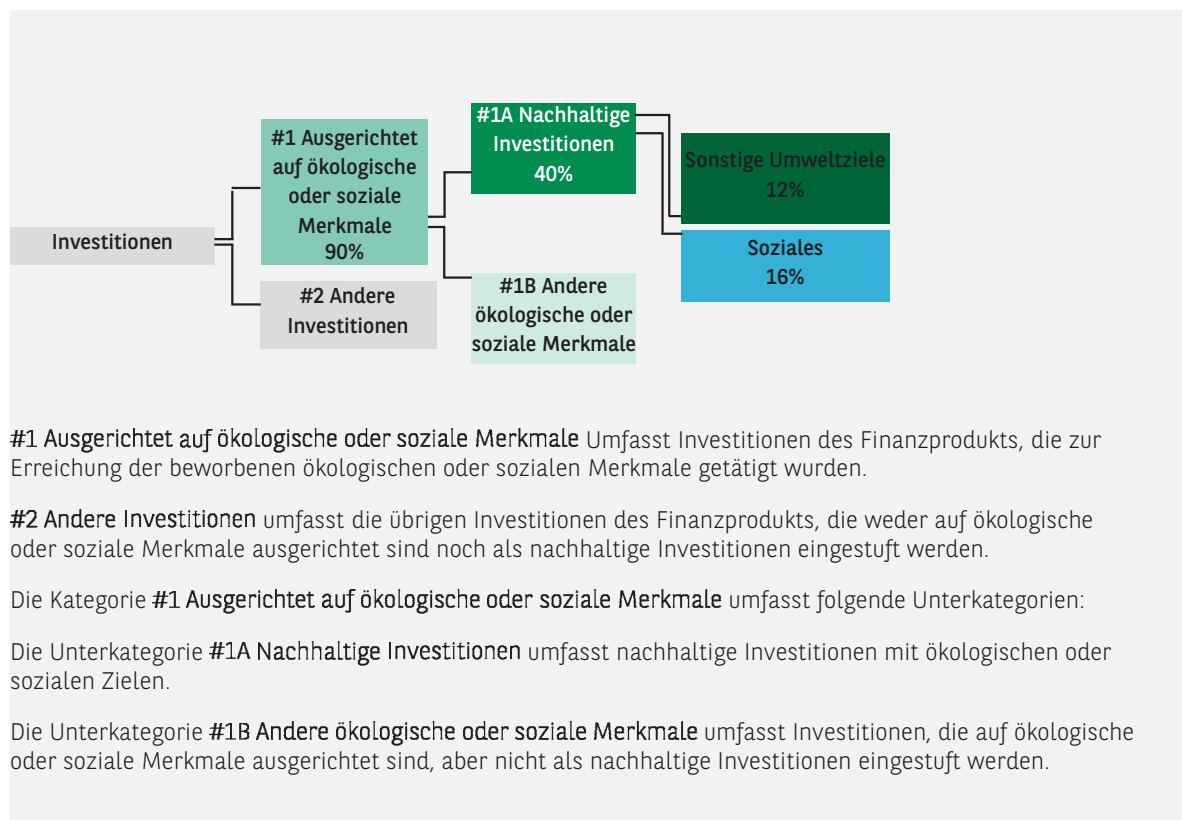 Investitionen
#1 Ausgerichtet
auf ökologische
oder soziale
Merkmale
90%
#2 Andere
Investitionen
#1A Nachhaltige
Investitionen
40%
#1B Andere
ökologische oder
soziale Merkmale
Sonstige Umweltziele
12%
Soziales
16%
#1 Ausgerichtet auf ökologische oder soziale Merkmale Umfasst Investitionen des Finanzprodukts, die zur
Erreichung der beworbenen ökologischen oder sozialen Merkmale getätigt wurden.
#2 Andere Investitionen umfasst die übrigen Investitionen des Finanzprodukts, die weder auf ökologische
oder soziale Merkmale ausgerichtet sind noch als nachhaltige Investitionen eingestuft werden.
Die Kategorie #1 Ausgerichtet auf ökologische oder soziale Merkmale umfasst folgende Unterkategorien:
Die Unterkategorie #1A Nachhaltige Investitionen umfasst nachhaltige Investitionen mit ökologischen oder
sozialen Zielen.
Die Unterkategorie #1B Andere ökologische oder soziale Merkmale umfasst Investitionen, die auf ökologische
oder soziale Merkmale ausgerichtet sind, aber nicht als nachhaltige Investitionen eingestuft werden.